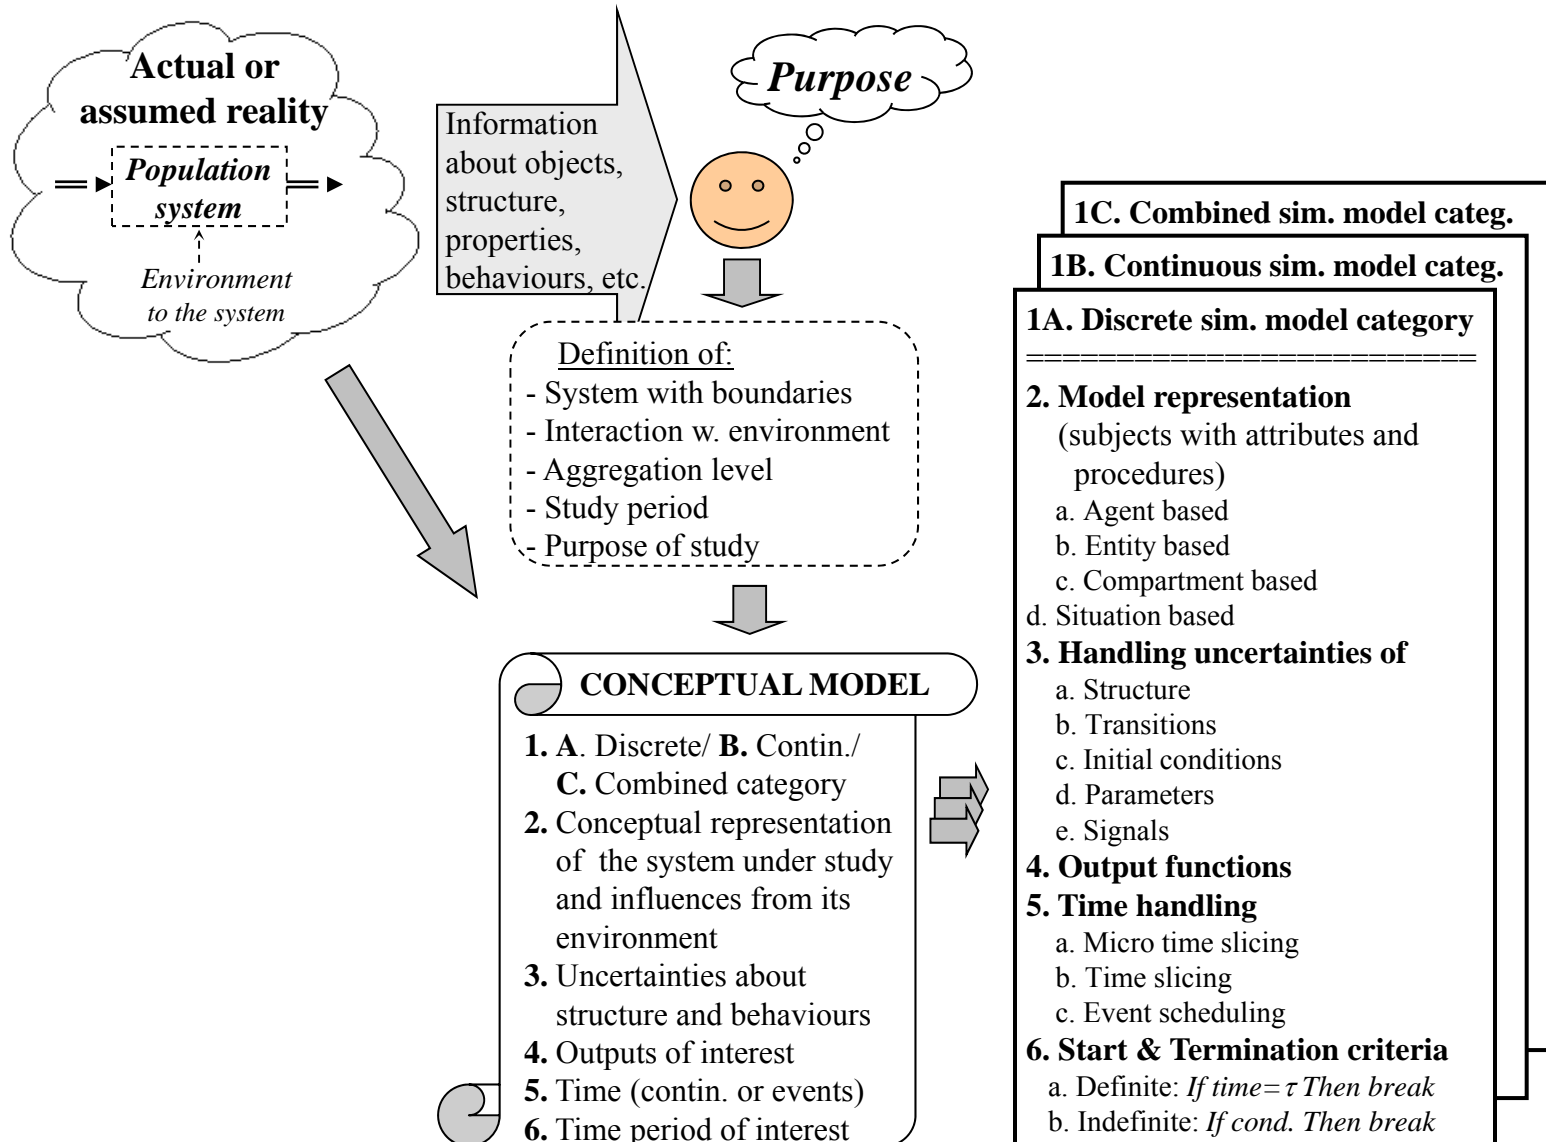 Actual or
assumed reality
Population
system
Environment
to the system
Information
about objects,
structure,
properties,
behaviours, etc.
Purpose
Definition of:
- System with boundaries
- Interaction w. environment
- Aggregation level
- Study period
- Purpose of study
CONCEPTUAL MODEL
1. A. Discrete/ B. Contin./
C. Combined category
2. Conceptual representation
of the system under study
and influences from its
environment
3. Uncertainties about
structure and behaviours
4. Outputs of interest
5. Time (contin. or events)
6. Time period of interest
1C. Combined sim. model categ.
1B. Continuous sim. model categ.
1A. Discrete sim. model category
=========================
2. Model representation
(subjects with attributes and
procedures)
a. Agent based
b. Entity based
c. Compartment based
d. Situation based
3. Handling uncertainties of
a. Structure
b. Transitions
c. Initial conditions
d. Parameters
e. Signals
4. Output functions
5. Time handling
a. Micro time slicing
b. Time slicing
c. Event scheduling
6. Start & Termination criteria
a. Definite: If time=τ Then break
b. Indefinite: If cond. Then break